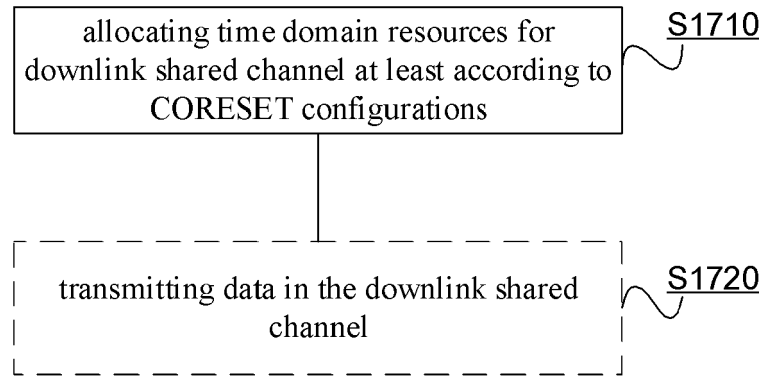 allocating time domain resources for
downlink shared channel at least according to
CORESET configurations
S1710
transmitting data in the downlink shared
channel
S1720